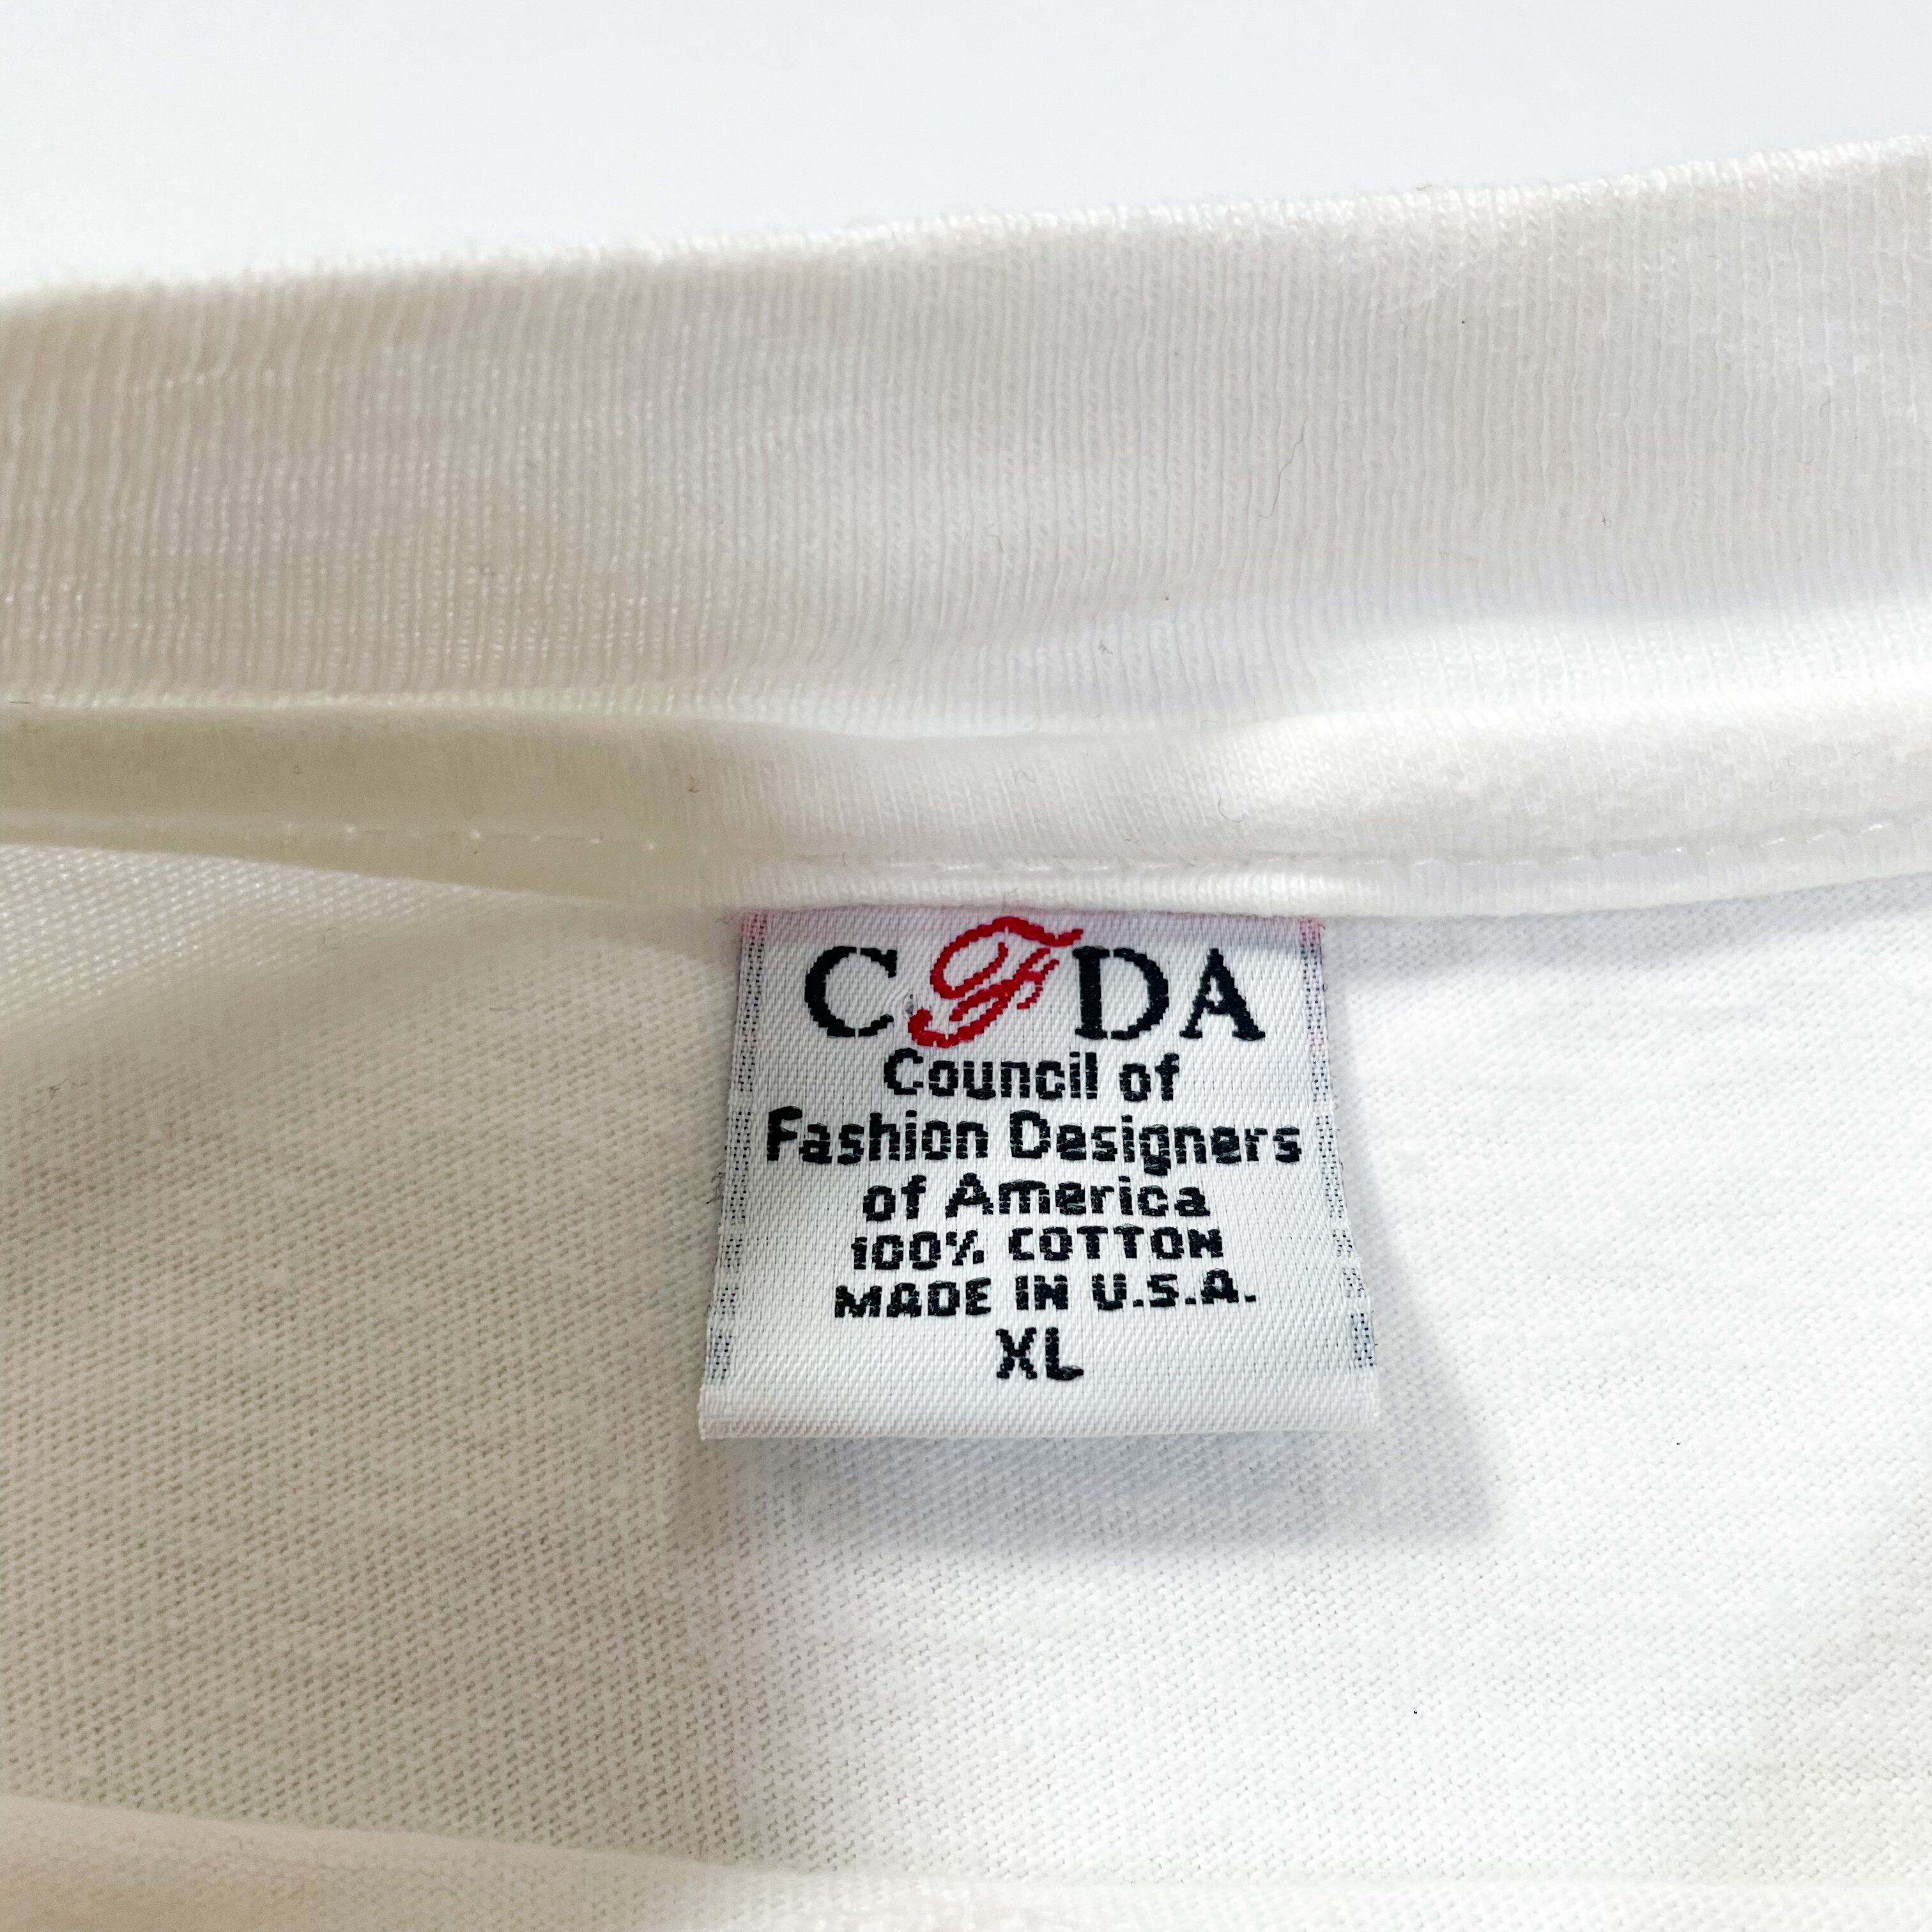 CFDA
Council of
Fashion Designers
of America
100% COTTON
MADE IN U.S.A.
XL